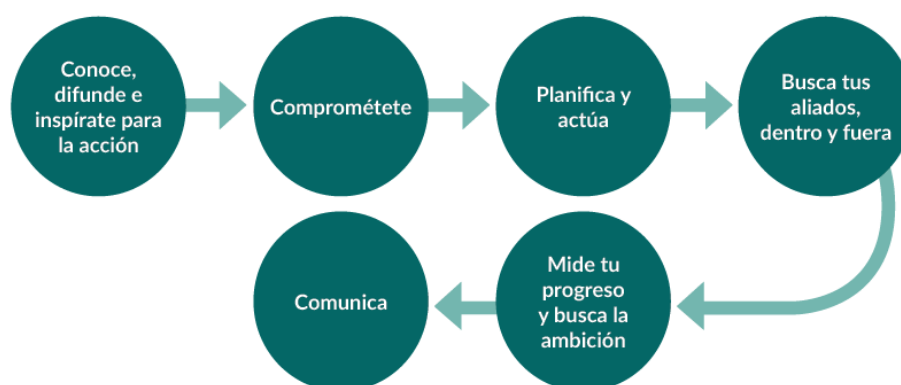 Conoce,
difunde e
inspírate para
la acción
Comprométete
Planifica y
actúa
Busca tus
aliados,
dentro y fuera
Mide tu
progreso
y busca la
ambición
Comunica